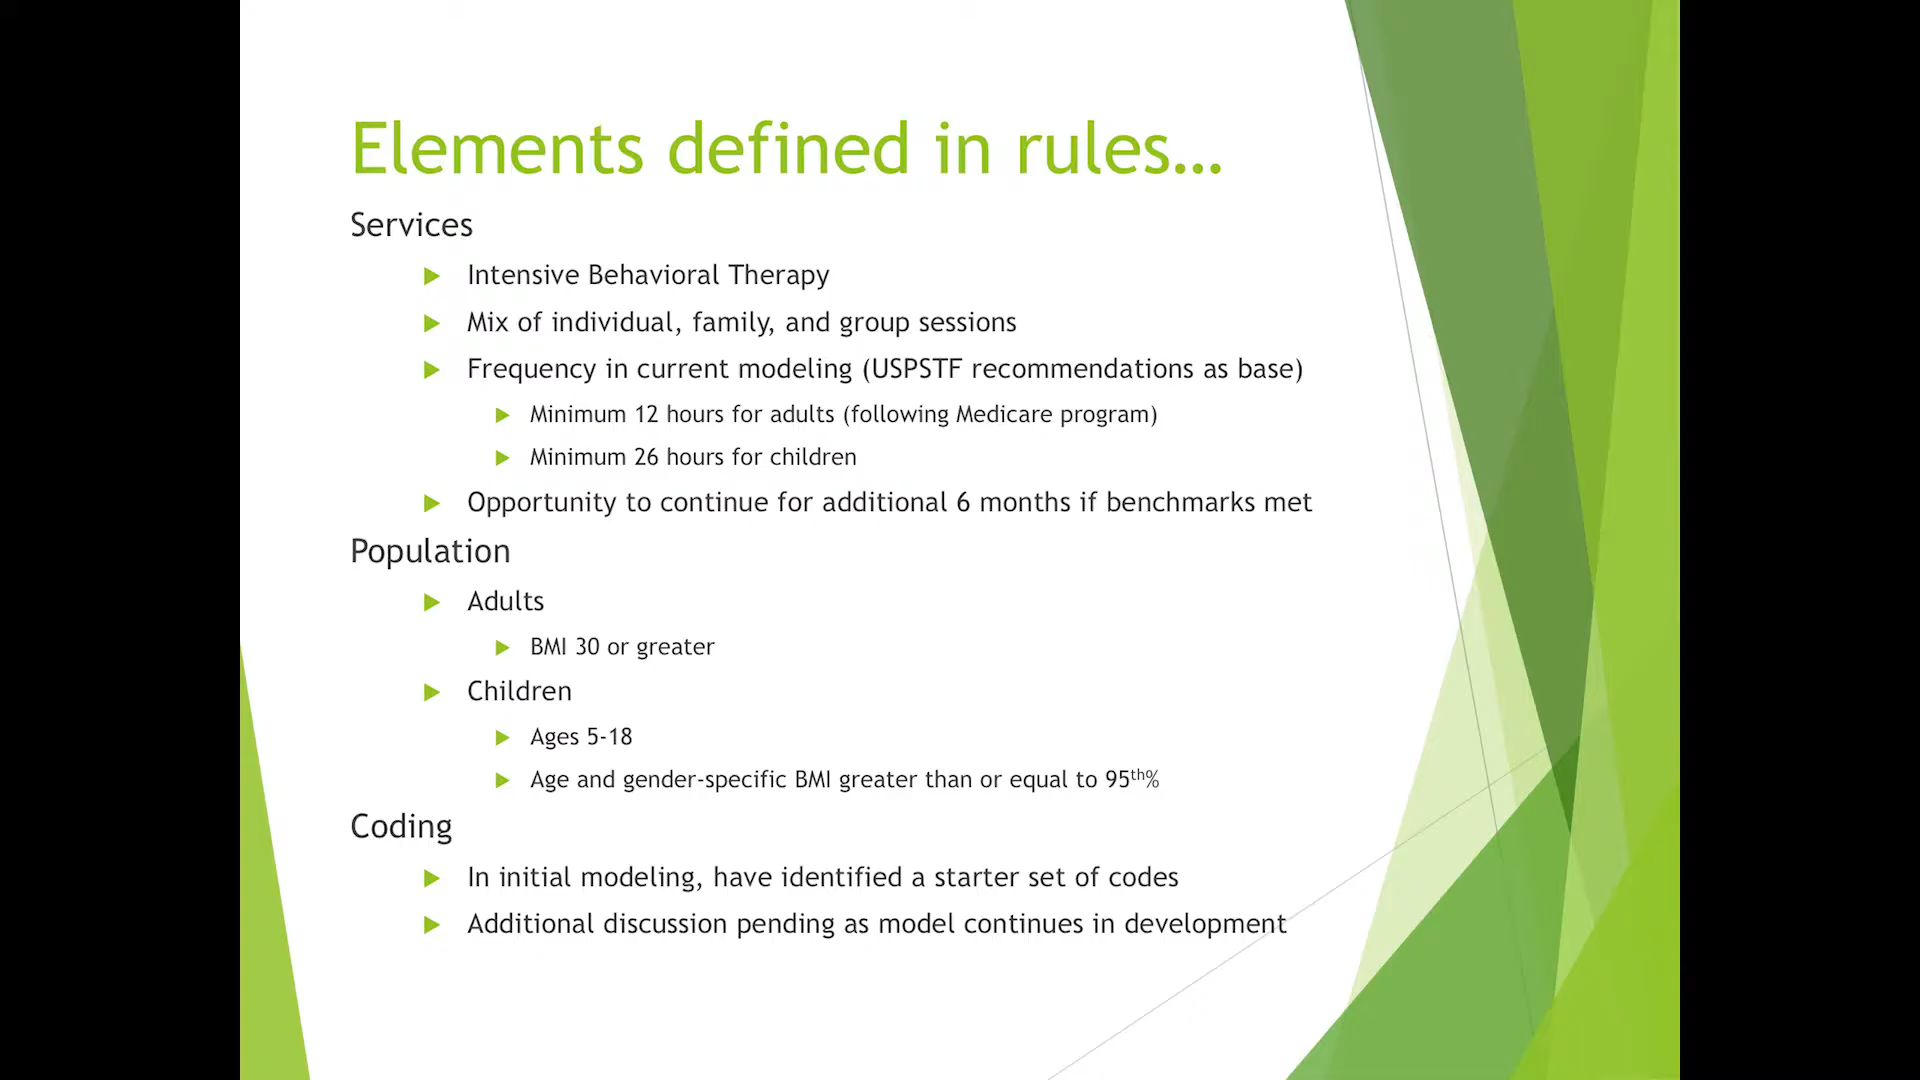 Elements defined in rules…
Services
Intensive Behavioral Therapy
Mix of individual, family, and group sessions
Frequency in current modeling (USPSTF recommendations as base)
Minimum 12 hours for adults (following Medicare program)
Minimum 26 hours for children
Opportunity to continue for additional 6 months if benchmarks met
Population
Adults
BMI 30 or greater
Children
Ages 5-18
Age and gender-specific BMI greater than or equal to 95th%
Coding
In initial modeling, have identified a starter set of codes
Additional discussion pending as model continues in development